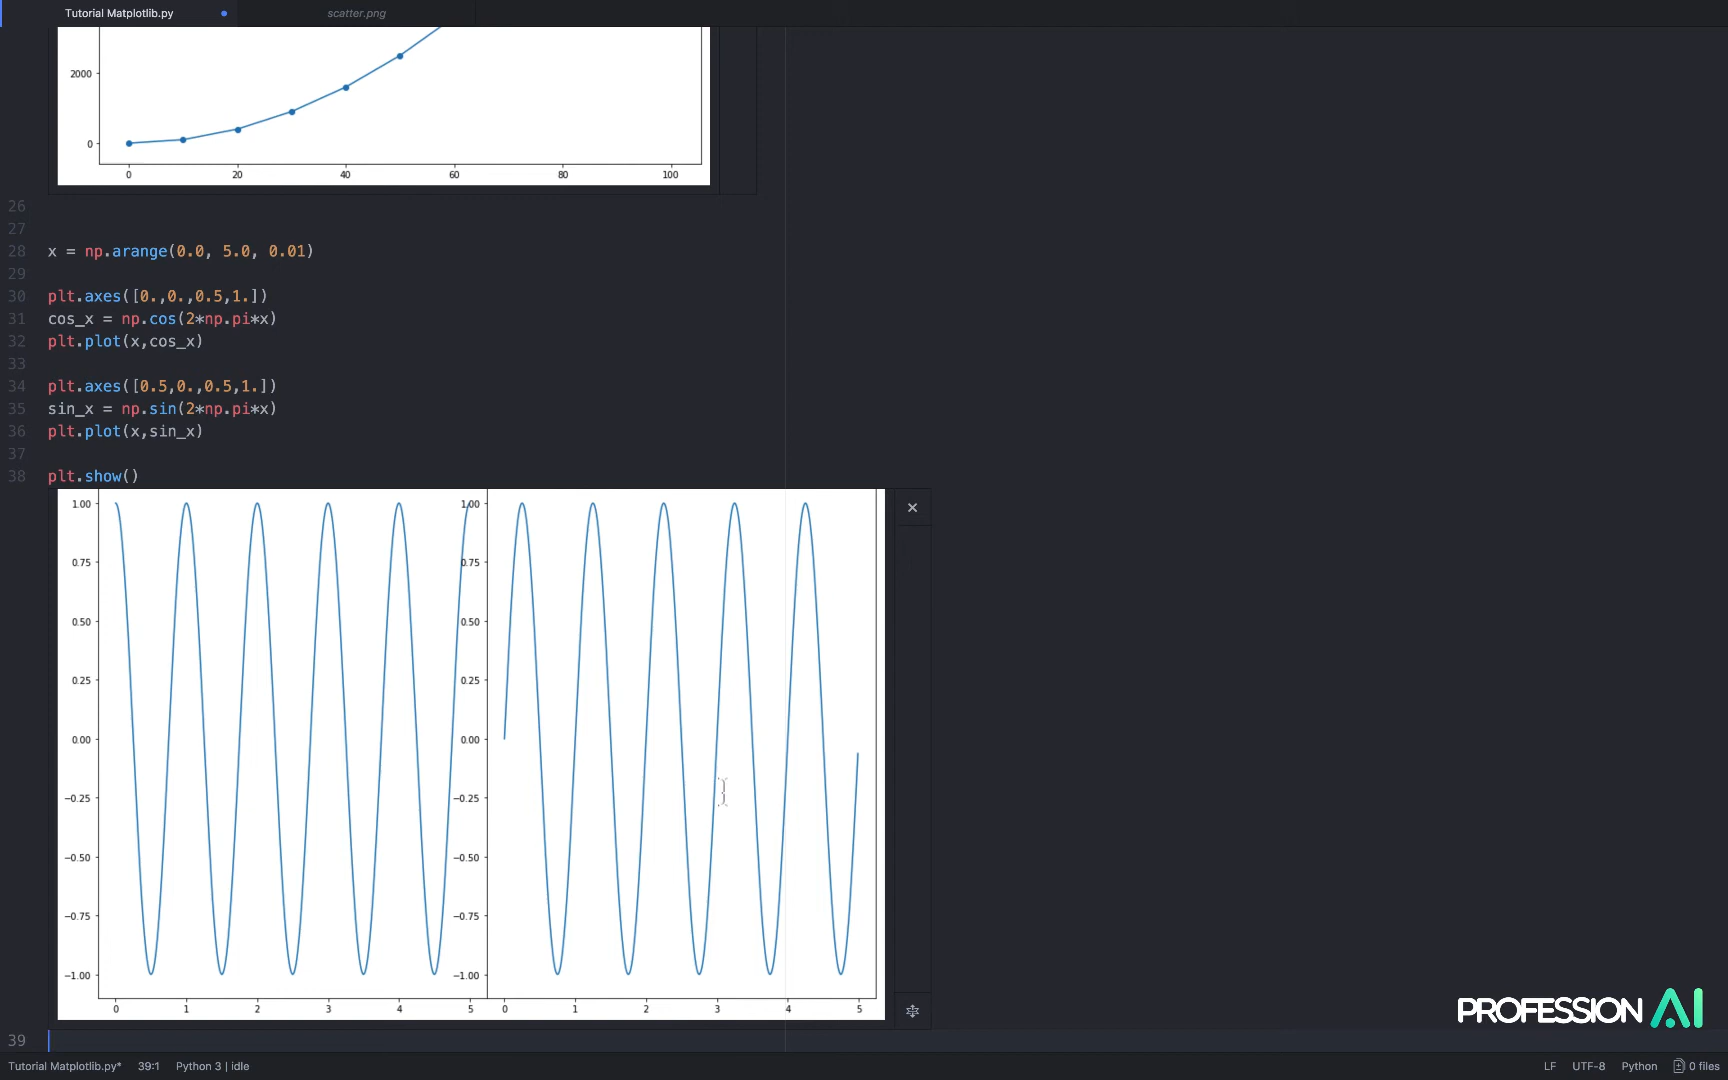 Tutorial Matplotlib.py scatter.png
2000
0
0 20 40 60 80 100
26
27
28 x = np.arange(0.0, 5.0, 0.01)
29
30 plt.axes([0.,0.,0.5,1.])
31 cos_x = np.cos(2*np.pi*x)
32 plt.plot(x,cos_x)
33
34 plt.axes([0.5,0.,0.5,1.])
35 sin_x = np.sin(2*np.pi*x)
36 plt.plot(x,sin_x)
37
38 plt.show()
1.00 1.00
0.75 0.75
0.50 0.50
0.25 0.25
0.00 0.00
−0.25 −0.25
−0.50 −0.50
−0.75 −0.75
−1.00 −1.00
0 1 2 3 4 5 0 1 2 3 4 5
PROFESSION AI
39
Tutorial Matplotlib.py* 39:1 Python 3 | idle LF UTF-8 Python 0 files